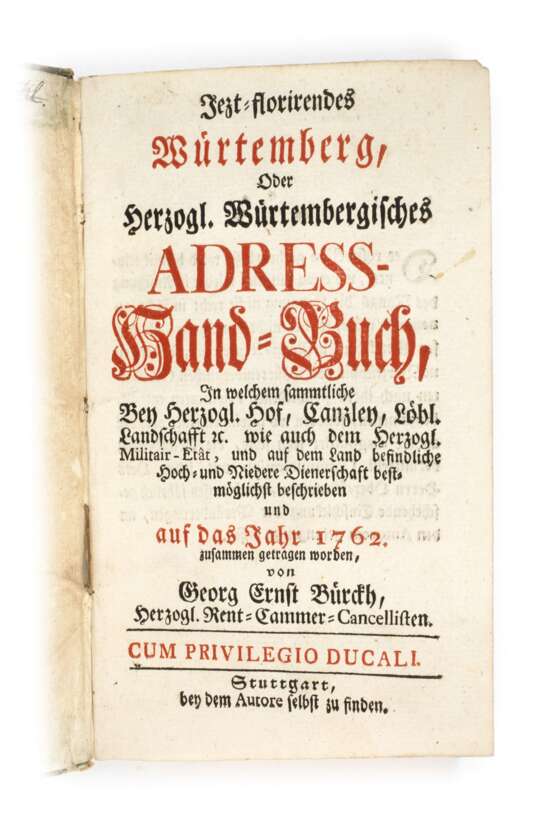 Jezt-florirendes
Würtemberg,
Oder
Herzogl. Würtembergisches
ADRESS-
Hand-Buch,
In welchem sammtliche
Bey Herzogl. Hof, Canzley, Löbl.
Landschafft ꝛc. wie auch dem Herzogl.
Militair-Etât, und auf dem Land befindliche
Hoch- und Niedere Dienerschaft best-
möglichst beschrieben
und
auf das Jahr 1762.
zusammen getragen worden,
von
Georg Ernst Bürckh,
Herzogl. Rent-Cammer-Cancellisten.
CUM PRIVILEGIO DUCALI.
Stuttgart,
bey dem Autore selbst zu finden.